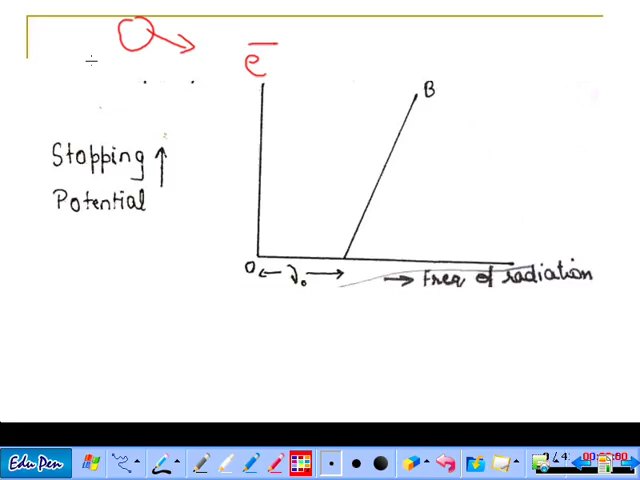 e
B
Stopping
Potential
O
ν₀
Freq of radiation
Edu Pen